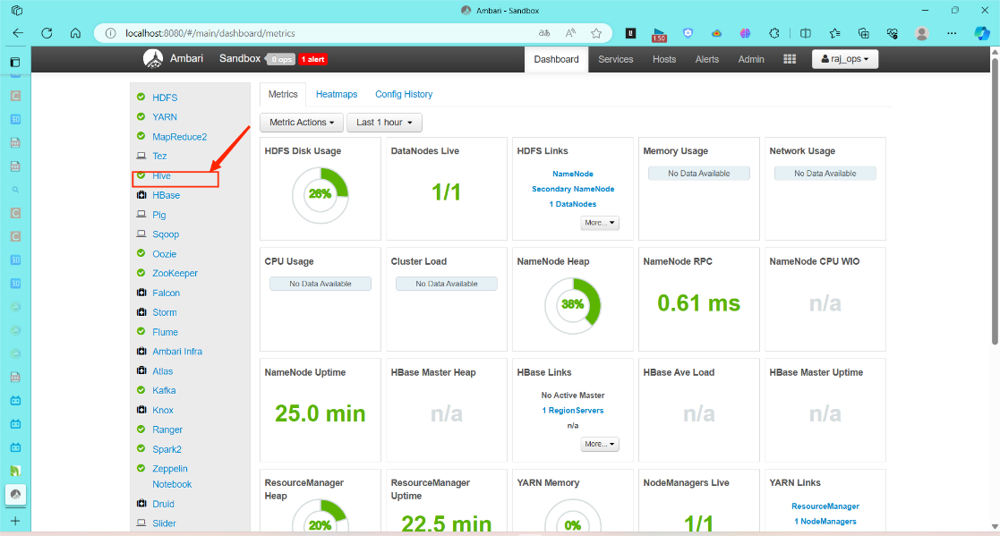 Ambari - Sandbox
localhost:8080/#/main/dashboard/metrics
1.50
Ambari Sandbox 0 ops 1 alert Dashboard Services Hosts Alerts Admin raj_ops
HDFS
YARN
MapReduce2
Tez
Hive
HBase
Pig
Sqoop
Oozie
ZooKeeper
Falcon
Storm
Flume
Ambari Infra
Atlas
Kafka
Knox
Ranger
Spark2
Zeppelin
Notebook
Druid
Slider
Metrics Heatmaps Config History
Metric Actions Last 1 hour
HDFS Disk Usage
26%
DataNodes Live
1/1
HDFS Links
NameNode
Secondary NameNode
1 DataNodes
More...
Memory Usage
No Data Available
Network Usage
No Data Available
CPU Usage
No Data Available
Cluster Load
No Data Available
NameNode Heap
38%
NameNode RPC
0.61 ms
NameNode CPU WIO
n/a
NameNode Uptime
25.0 min
HBase Master Heap
n/a
HBase Links
No Active Master
1 RegionServers
n/a
More...
HBase Ave Load
n/a
HBase Master Uptime
n/a
ResourceManager
Heap
20%
ResourceManager
Uptime
22.5 min
YARN Memory
0%
NodeManagers Live
1/1
YARN Links
ResourceManager
1 NodeManagers